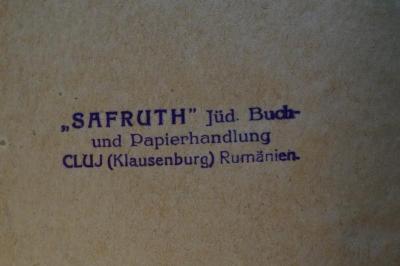 „SAFRUTH" Jüd. Buch-
und Papierhandlung
CLUJ (Klausenburg) Rumänien.